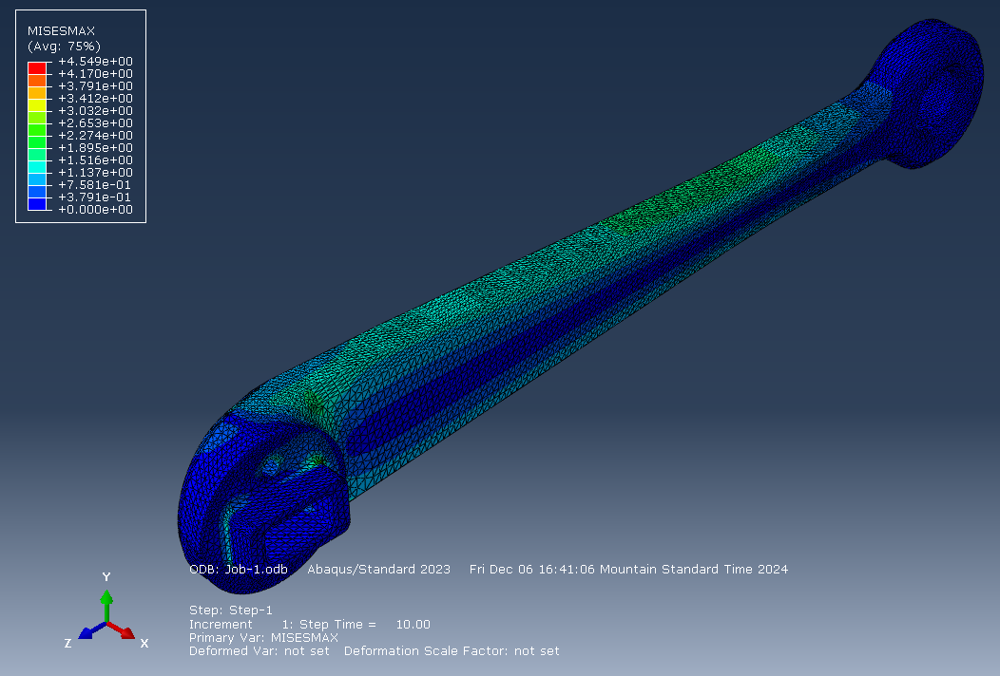 MISESMAX
(Avg: 75%)
+4.549e+00
+4.170e+00
+3.791e+00
+3.412e+00
+3.032e+00
+2.653e+00
+2.274e+00
+1.895e+00
+1.516e+00
+1.137e+00
+7.581e-01
+3.791e-01
+0.000e+00
ODB: Job-1.odb Abaqus/Standard 2023 Fri Dec 06 16:41:06 Mountain Standard Time 2024
Y
Z
X
Step: Step-1
Increment 1: Step Time = 10.00
Primary Var: MISESMAX
Deformed Var: not set Deformation Scale Factor: not set